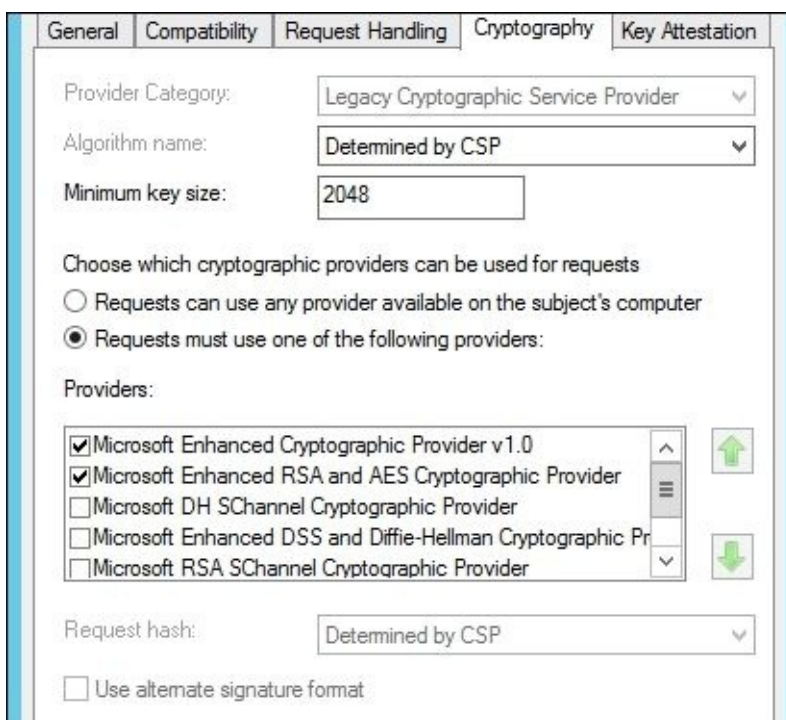 General Compatibility Request Handling Cryptography Key Attestation
Provider Category: Legacy Cryptographic Service Provider
Algorithm name: Determined by CSP
Minimum key size: 2048
Choose which cryptographic providers can be used for requests
Requests can use any provider available on the subject's computer
Requests must use one of the following providers:
Providers:
Microsoft Enhanced Cryptographic Provider v1.0
Microsoft Enhanced RSA and AES Cryptographic Provider
Microsoft DH SChannel Cryptographic Provider
Microsoft Enhanced DSS and Diffie-Hellman Cryptographic Pr
Microsoft RSA SChannel Cryptographic Provider
Request hash: Determined by CSP
Use alternate signature format